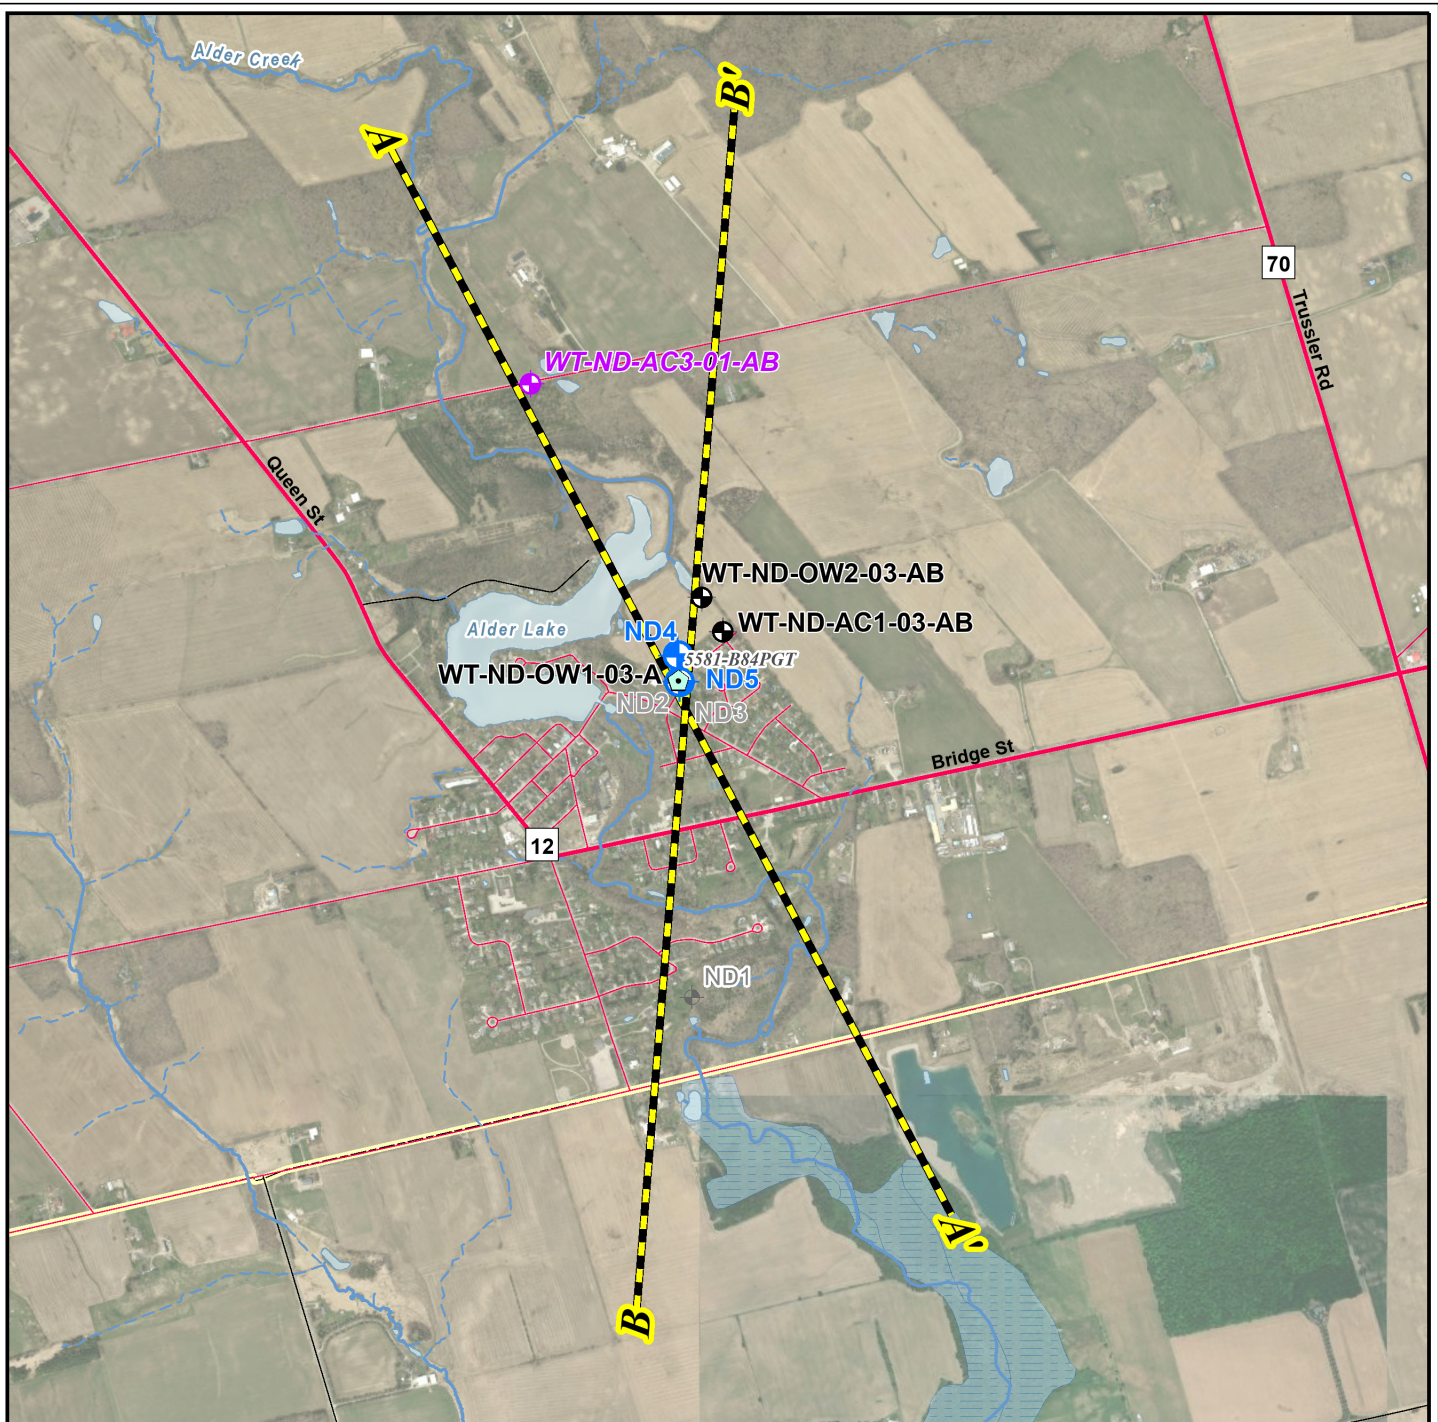 Alder Creek
B'
A
70
Trussler Rd
WT-ND-AC3-01-AB
Queen St
WT-ND-OW2-03-AB
WT-ND-AC1-03-AB
Alder Lake
ND4
5581-B84PGT
WT-ND-OW1-03-A
ND5
ND2
ND3
Bridge St
12
ND1
A'
B